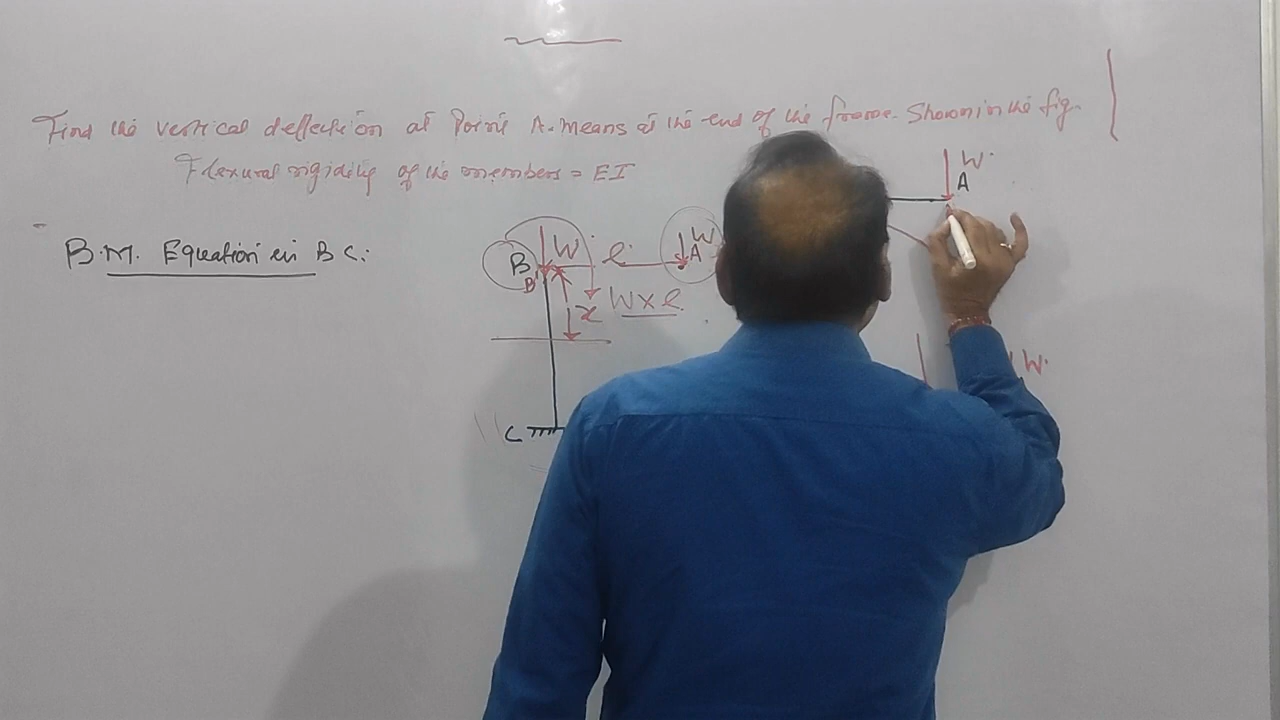 Find the vertical deflection at Point A. Means at the end of the frame Shown in the fig.
Flexural rigidity of the members = EI
W
A
B.M. Equation in BC:
B W l W A
B'
W x l
x
W
C